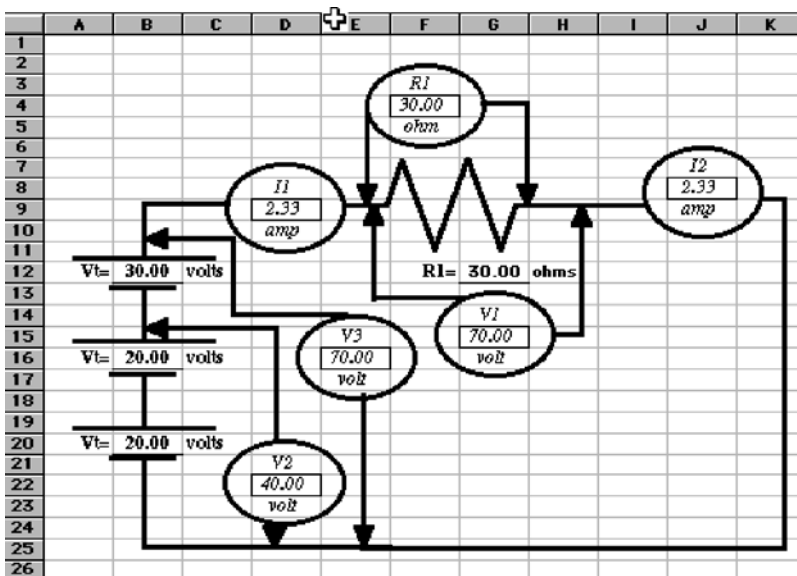 A B C D E F G H I J K
1
2
3
R1
4
30.00
5
ohm
6
7
I2
8
I1
2.33
9
2.33
amp
10
amp
11
12
Vt= 30.00 volts
R1= 30.00 ohms
13
14
V1
15
V3
70.00
16
Vt= 20.00 volts
70.00
volt
17
volt
18
19
20
Vt= 20.00 volts
21
V2
22
40.00
23
volt
24
25
26